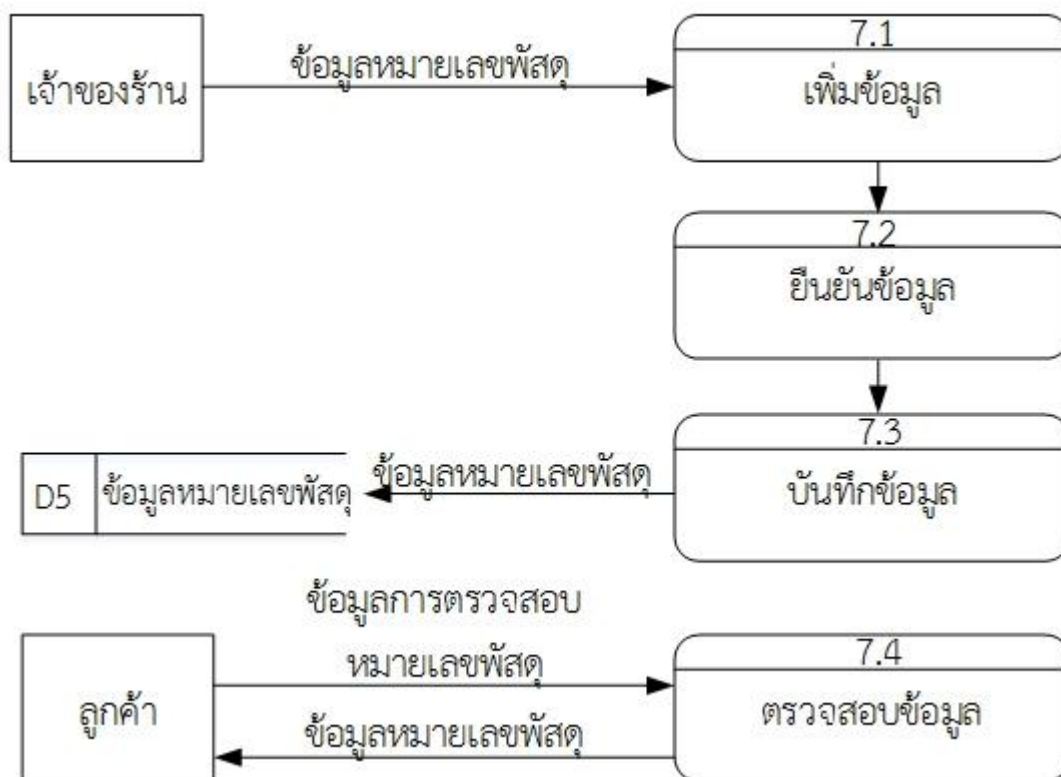 7.1
ข้อมูลหมายเลขพัสดุ
เจ้าของร้าน
เพิ่มข้อมูล
7.2
ยืนยันข้อมูล
7.3
ข้อมูลหมายเลขพัสดุ
D5
ข้อมูลหมายเลขพัสดุ
บันทึกข้อมูล
ข้อมูลการตรวจสอบ
หมายเลขพัสดุ
7.4
ลูกค้า
ตรวจสอบข้อมูล
ข้อมูลหมายเลขพัสดุ